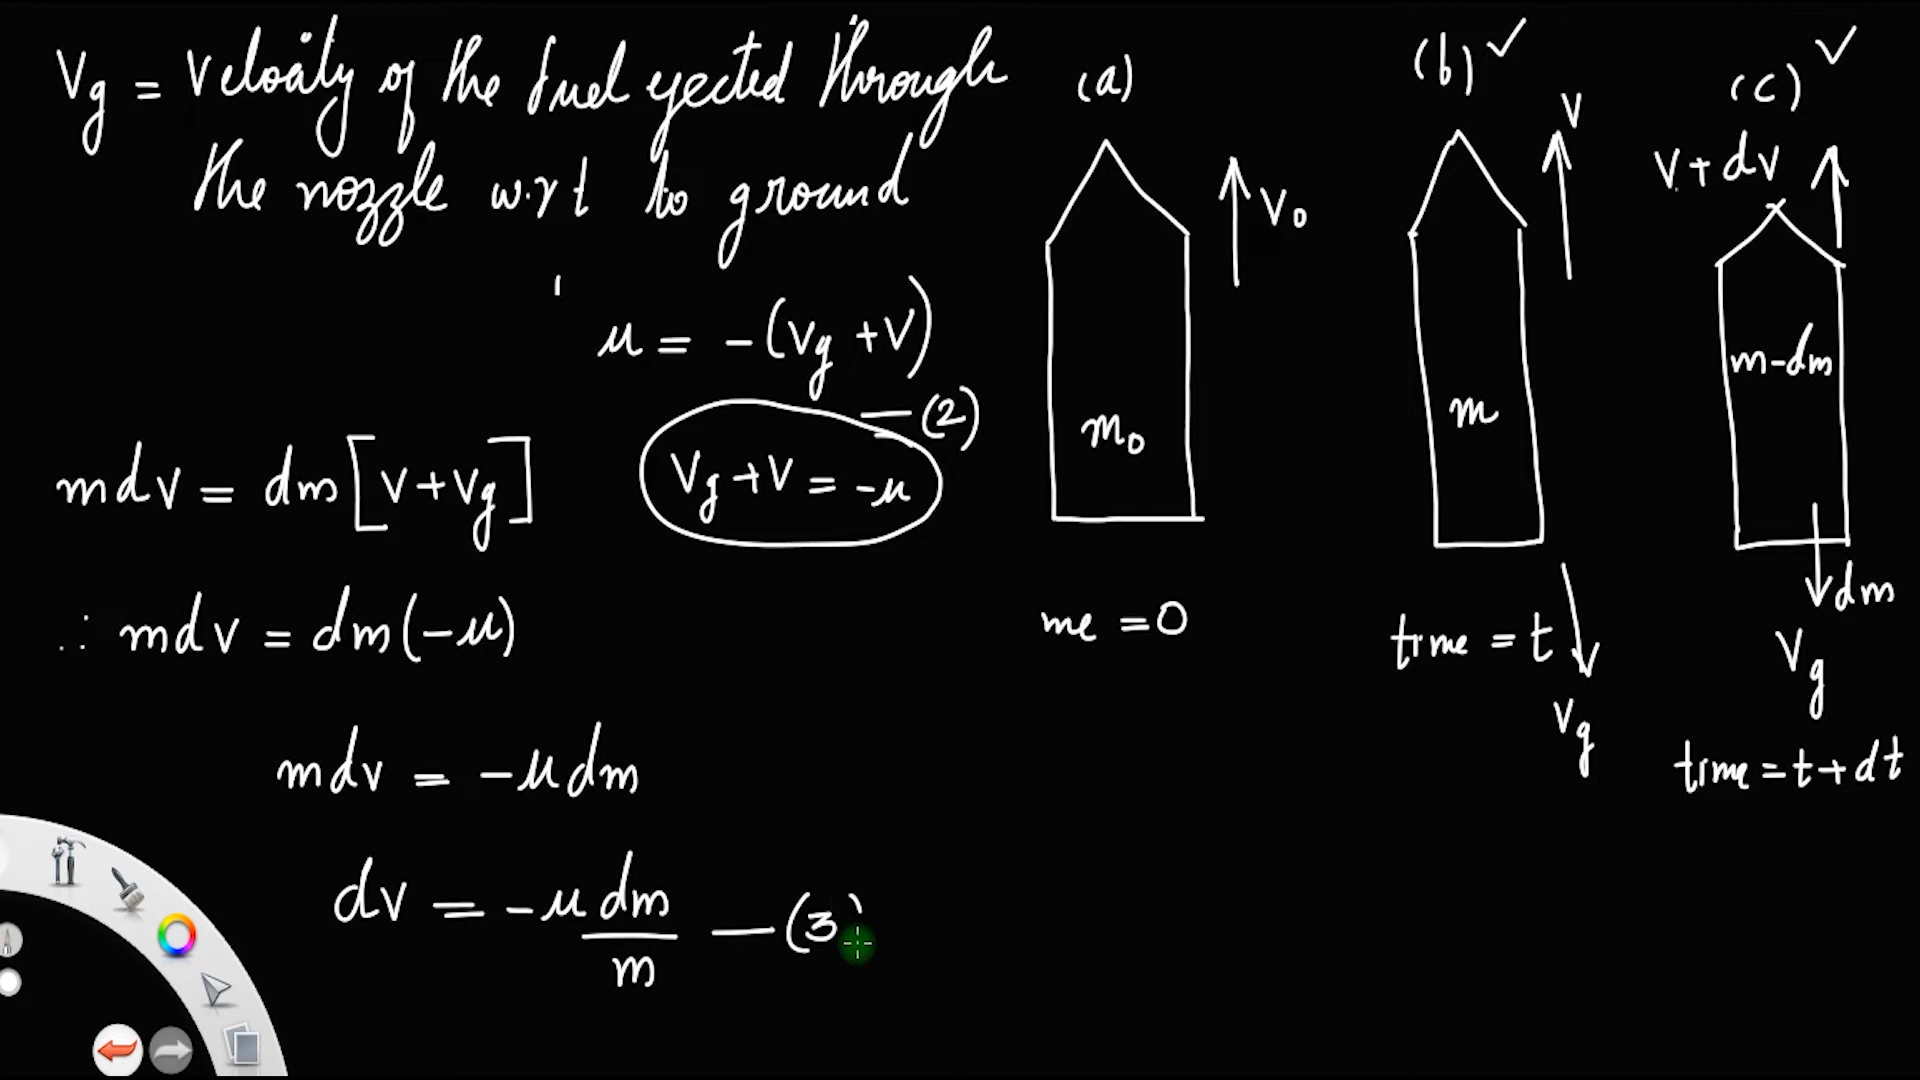 Vg = Velocity of the fuel ejected through
the nozzle w.r.t to ground
u = -(Vg + V)
— (2)
Vg + V = -u
mdv = dm[V + Vg]
∴ mdv = dm(-u)
mdv = -u dm
dv = -u dm/m — (3)
(a)
V0
m0
me = 0
(b) ✓
V
m
time = t
Vg
(c) ✓
V + dv
m-dm
dm
Vg
time = t + dt